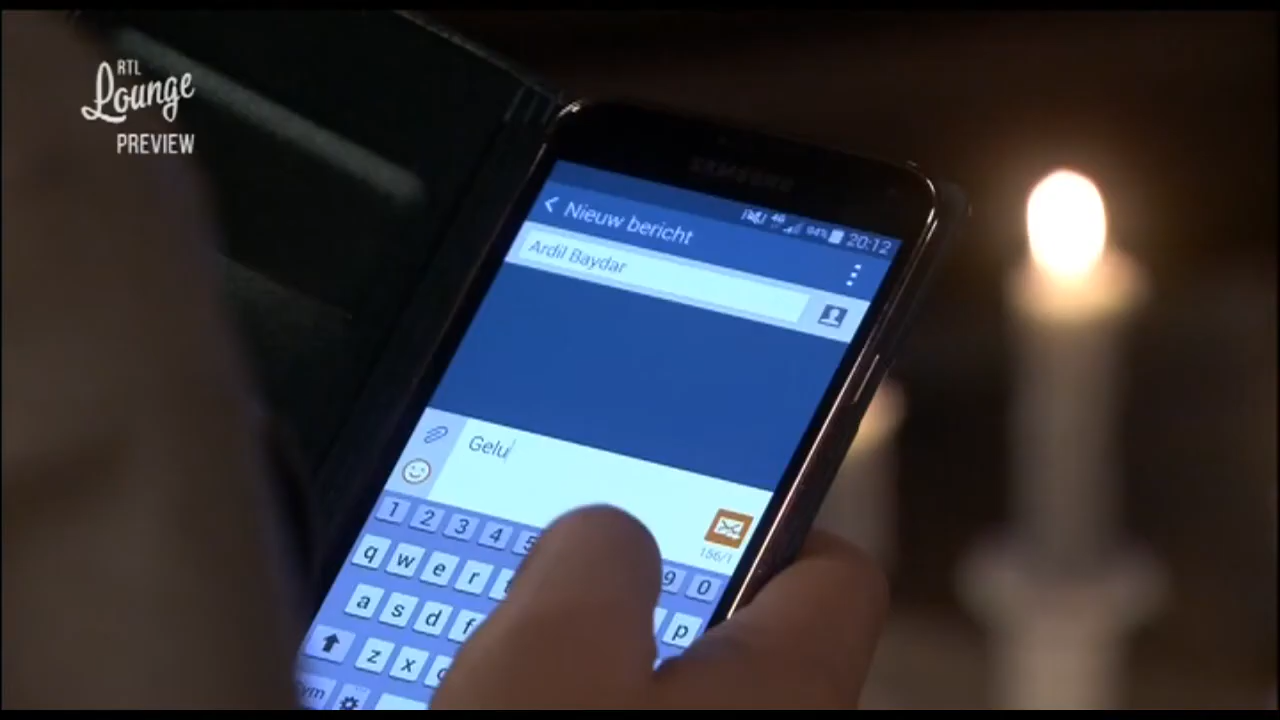 RTL
Lounge
PREVIEW
SAMSUNG
4G 94% 20:12
< Nieuw bericht
Ardil Baydar
Gelu
156/1
1 2 3 4 5 9 0
q w e r p
a s d f
z x